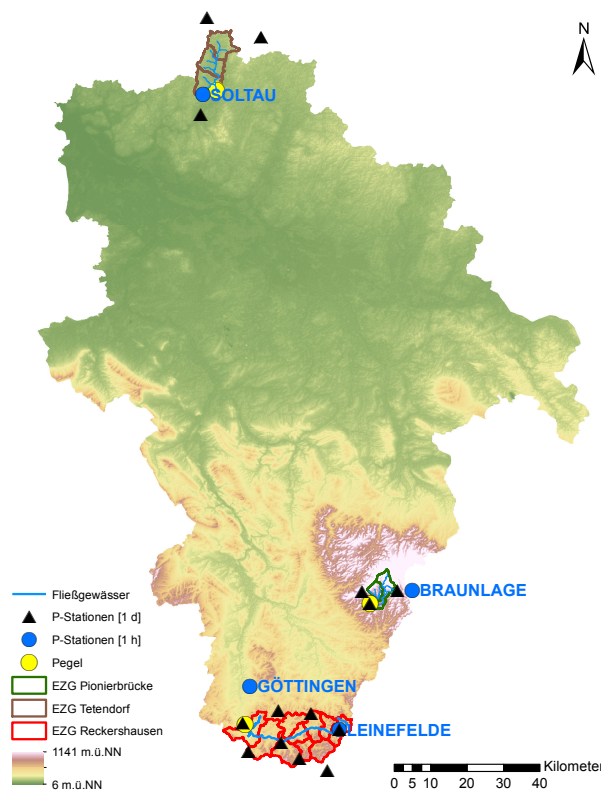 N
SOLTAU
BRAUNLAGE
GÖTTINGEN
LEINEFELDE
Fließgewässer
P-Stationen [1 d]
P-Stationen [1 h]
Pegel
EZG Pionierbrücke
EZG Tetendorf
EZG Reckershausen
1141 m.ü.NN
6 m.ü.NN
Kilometer
0 5 10 20 30 40